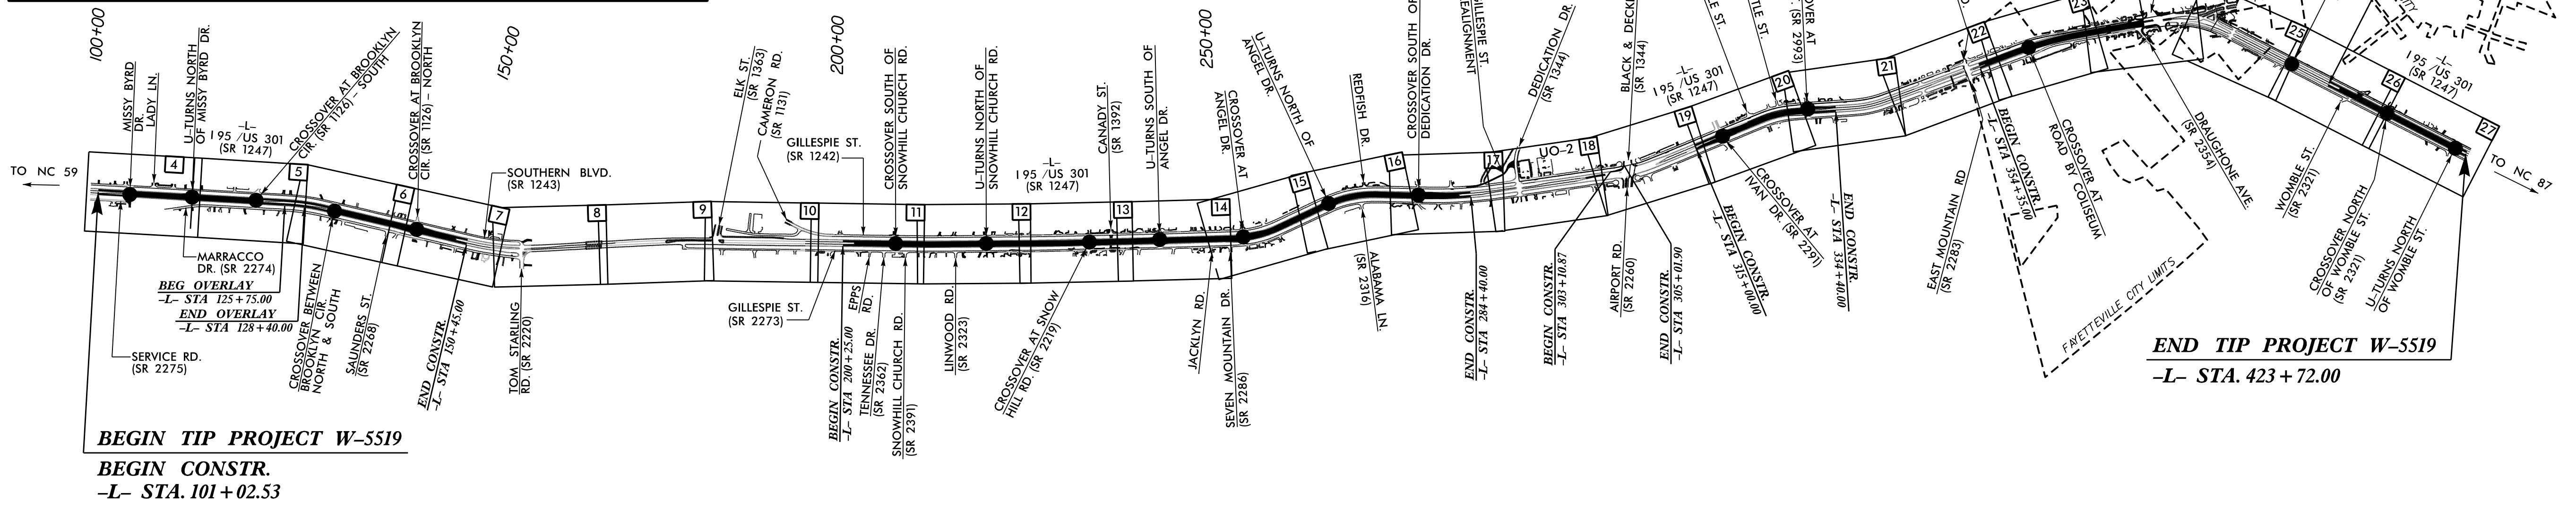 100+00
150+00
200+00
250+00
TO NC 59
MISSY BYRD
DR.
LADY LN.
U-TURNS NORTH
OF MISSY BYRD DR.
-L-
I 95 /US 301
(SR 1247)
CROSSOVER AT BROOKLYN
CIR. (SR 1126) - SOUTH
CROSSOVER AT BROOKLYN
CIR. (SR 1126) - NORTH
SOUTHERN BLVD.
(SR 1243)
4
5
6
7
8
9
10
11
12
13
14
15
16
17
18
19
20
21
22
23
25
26
27
ELK ST.
(SR 1363)
CAMERON RD.
(SR 1131)
GILLESPIE ST.
(SR 1242)
CROSSOVER SOUTH OF
SNOWHILL CHURCH RD.
U-TURNS NORTH OF
SNOWHILL CHURCH RD.
-L-
I 95 /US 301
(SR 1247)
CANADY ST.
(SR 1392)
U-TURNS SOUTH OF
ANGEL DR.
CROSSOVER AT
ANGEL DR.
U-TURNS NORTH OF
ANGEL DR.
REDFISH DR.
CROSSOVER SOUTH OF
DEDICATION DR.
GILLESPIE ST.
REALIGNMENT
DEDICATION DR.
(SR 1344)
UO-2
BLACK & DECK
(SR 1344)
-L-
I 95 /US 301
(SR 1247)
LE ST.
TLE ST.
OVER AT
(SR 2993)
-L-
I 95 /US 301
(SR 1247)
TO NC 87
MARRACCO
DR. (SR 2274)
BEG OVERLAY
-L- STA 125+75.00
END OVERLAY
-L- STA 128+40.00
SERVICE RD.
(SR 2275)
CROSSOVER BETWEEN
BROOKLYN CIR.
NORTH & SOUTH
SAUNDERS ST.
(SR 2268)
END CONSTR.
-L- STA 150+45.00
TOM STARLING
RD. (SR 2220)
GILLESPIE ST.
(SR 2273)
BEGIN CONSTR.
-L- STA 200+25.00
EPPS
RD.
TENNESSEE DR.
(SR 2362)
SNOWHILL CHURCH RD.
(SR 2391)
LINWOOD RD.
(SR 2323)
CROSSOVER AT SNOW
HILL RD. (SR 2219)
JACKLYN RD.
SEVEN MOUNTAIN DR.
(SR 2286)
ALABAMA LN.
(SR 2316)
END CONSTR.
-L- STA 284+40.00
BEGIN CONSTR.
-L- STA 303+10.87
AIRPORT RD.
(SR 2260)
END CONSTR.
-L- STA 305+01.90
BEGIN CONSTR.
-L- STA 315+00.00
CROSSOVER AT
IVAN DR. (SR 2291)
END CONSTR.
-L- STA 334+40.00
EAST MOUNTAIN RD
(SR 2283)
BEGIN CONSTR.
-L- STA 354+35.00
CROSSOVER AT
ROAD BY COLISEUM
DRAUGHONE AVE.
(SR 2354)
FAYETTEVILLE CITY LIMITS
WOMBLE ST.
(SR 2321)
CROSSOVER NORTH
OF WOMBLE ST.
(SR 2321)
U-TURNS NORTH
OF WOMBLE ST.
BEGIN TIP PROJECT W-5519
BEGIN CONSTR.
-L- STA. 101+02.53
END TIP PROJECT W-5519
-L- STA. 423+72.00